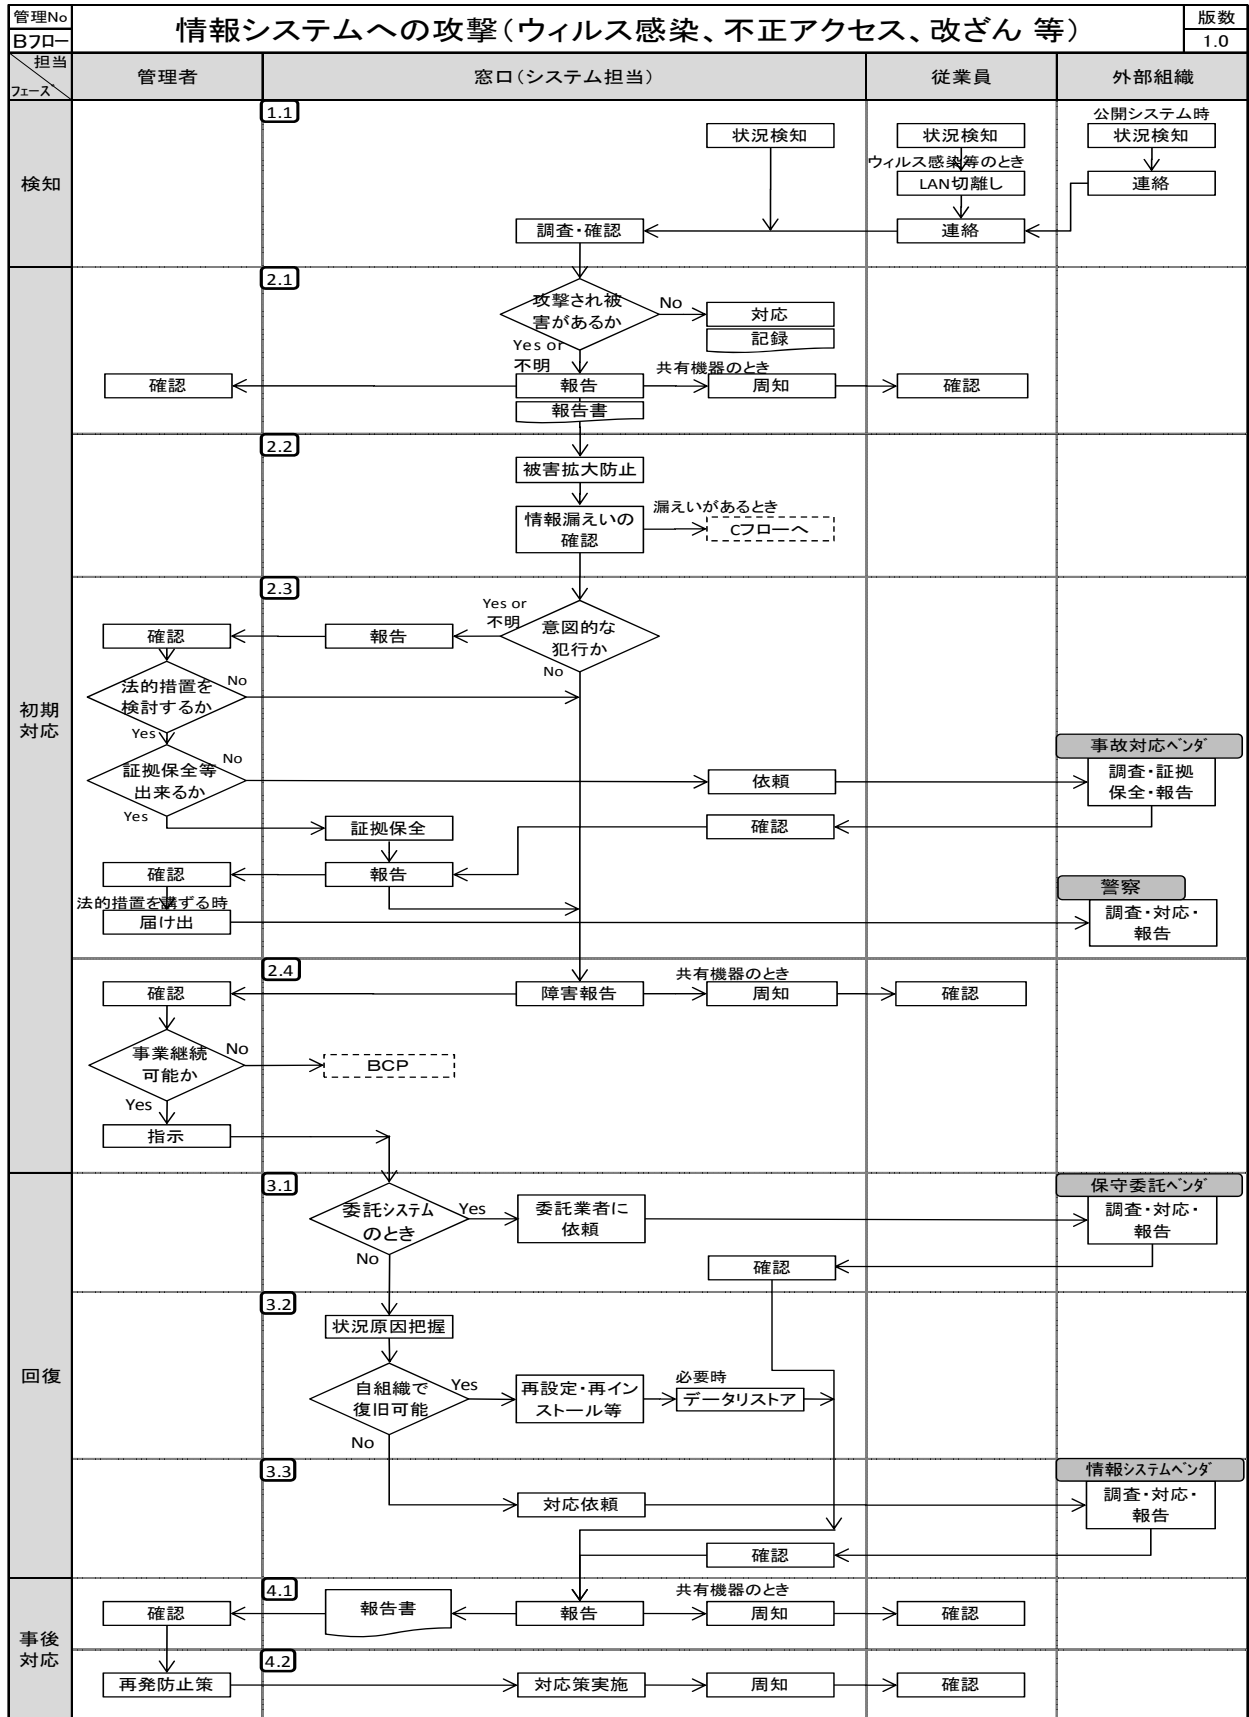 管理No
Bフロー
情報システムへの攻撃(ウィルス感染、不正アクセス、改ざん 等)
版数
1.0
担当
フェーズ
管理者
窓口(システム担当)
従業員
外部組織
検知
1.1
公開システム時
状況検知
状況検知
状況検知
ウィルス感染等のとき
LAN切離し
連絡
調査・確認
連絡
初期
対応
2.1
攻撃され被
害があるか
No
対応
記録
Yes or
不明
共有機器のとき
確認
報告
周知
確認
報告書
2.2
被害拡大防止
情報漏えいの
確認
漏えいがあるとき
Cフローへ
2.3
Yes or
不明
意図的な
犯行か
確認
報告
No
法的措置を
検討するか
No
Yes
証拠保全等
出来るか
No
依頼
事故対応ベンダ
調査・証拠
保全・報告
Yes
証拠保全
確認
確認
報告
法的措置を講ずる時
届け出
警察
調査・対応・
報告
2.4
共有機器のとき
確認
障害報告
周知
確認
事業継続
可能か
No
BCP
Yes
指示
回復
3.1
委託システム
のとき
Yes
委託業者に
依頼
保守委託ベンダ
調査・対応・
報告
No
確認
3.2
状況原因把握
自組織で
復旧可能
Yes
再設定・再イン
ストール等
必要時
データリストア
No
3.3
対応依頼
情報システムベンダ
調査・対応・
報告
確認
事後
対応
4.1
共有機器のとき
確認
報告書
報告
周知
確認
4.2
再発防止策
対応策実施
周知
確認